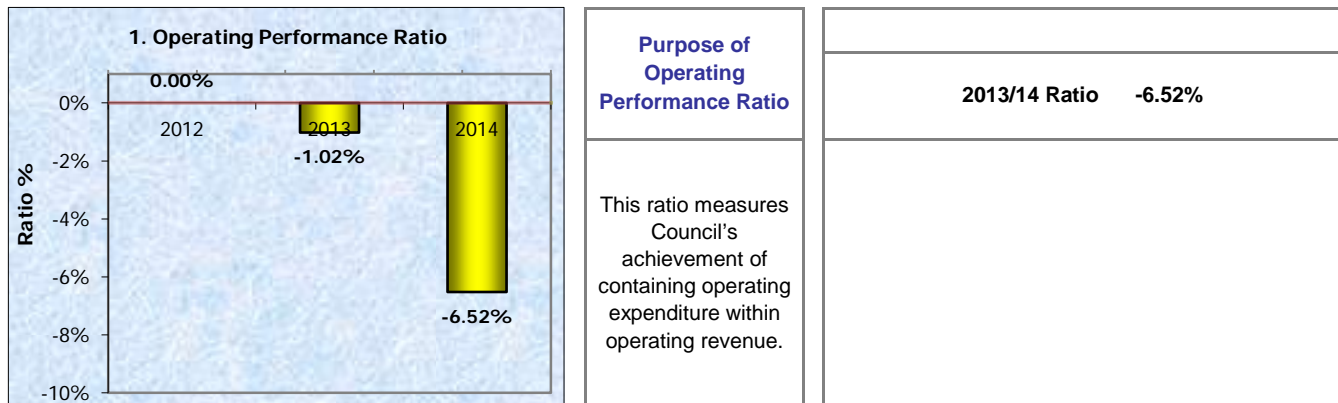 1. Operating Performance Ratio
0.00%
0%
2012
2013
2014
-1.02%
-2%
-4%
-6%
-6.52%
-8%
-10%
Ratio %
Purpose of
Operating
Performance Ratio
This ratio measures
Council's
achievement of
containing operating
expenditure within
operating revenue.
2013/14 Ratio -6.52%